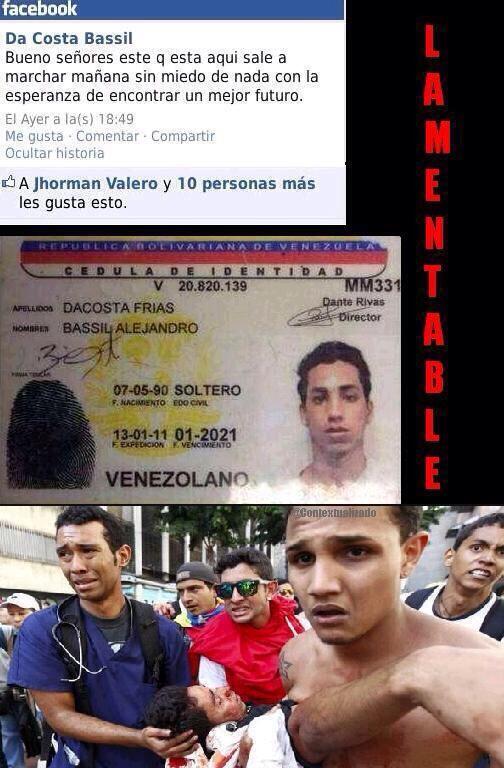 facebook
Da Costa Bassil
Bueno señores este q esta aqui sale a
marchar mañana sin miedo de nada con la
esperanza de encontrar un mejor futuro.
El Ayer a la(s) 18:49
Me gusta · Comentar · Compartir
Ocultar historia
A Jhorman Valero y 10 personas más
les gusta esto.
LAMENTABLE
REPUBLICA BOLIVARIANA DE VENEZUELA
CEDULA DE IDENTIDAD
V 20.820.139 MM331
APELLIDOS DACOSTA FRIAS
Dante Rivas
Director
NOMBRES BASSIL ALEJANDRO
FIRMA TITULAR
07-05-90 SOLTERO
F. NACIMIENTO EDO CIVIL
13-01-11 01-2021
F. EXPEDICION F. VENCIMIENTO
VENEZOLANO
@Contextualizado